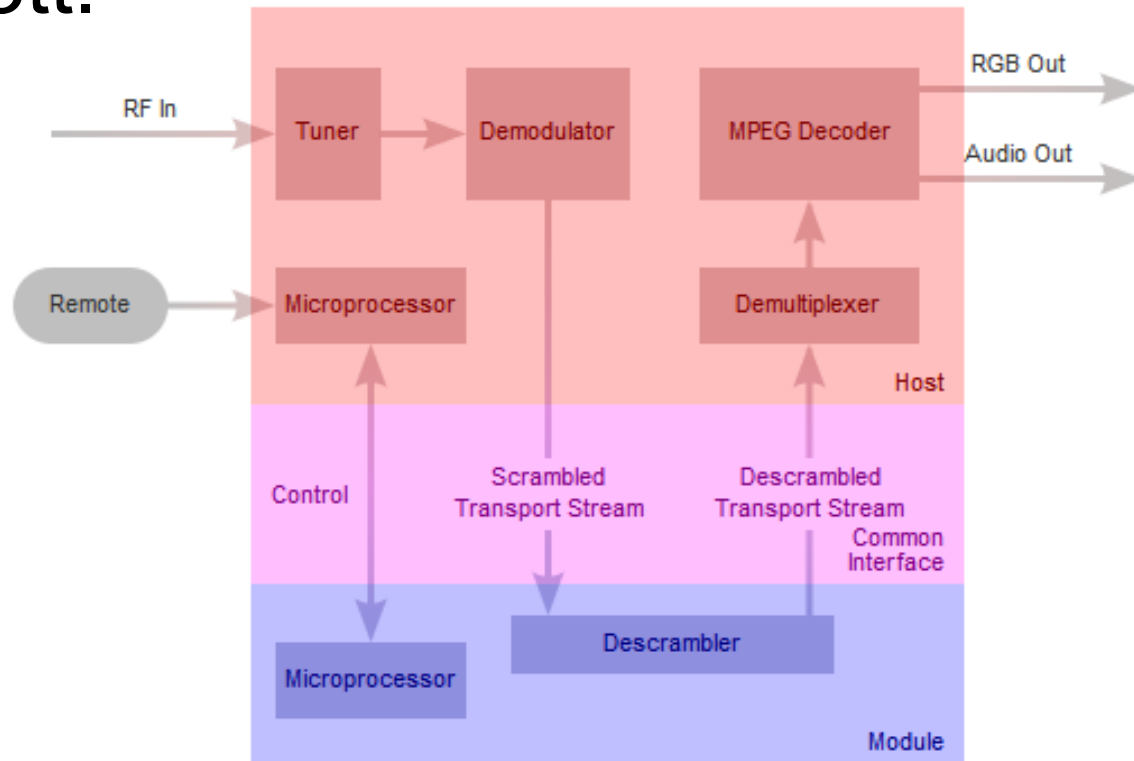 RF In
Tuner
Demodulator
MPEG Decoder
RGB Out
Audio Out
Remote
Microprocessor
Demultiplexer
Host
Control
Scrambled
Transport Stream
Descrambled
Transport Stream
Common
Interface
Descrambler
Microprocessor
Module